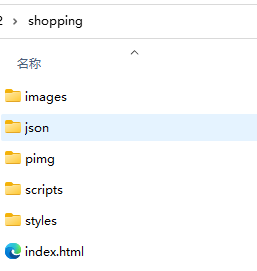 2 > shopping
名称
images
json
pimg
scripts
styles
index.html